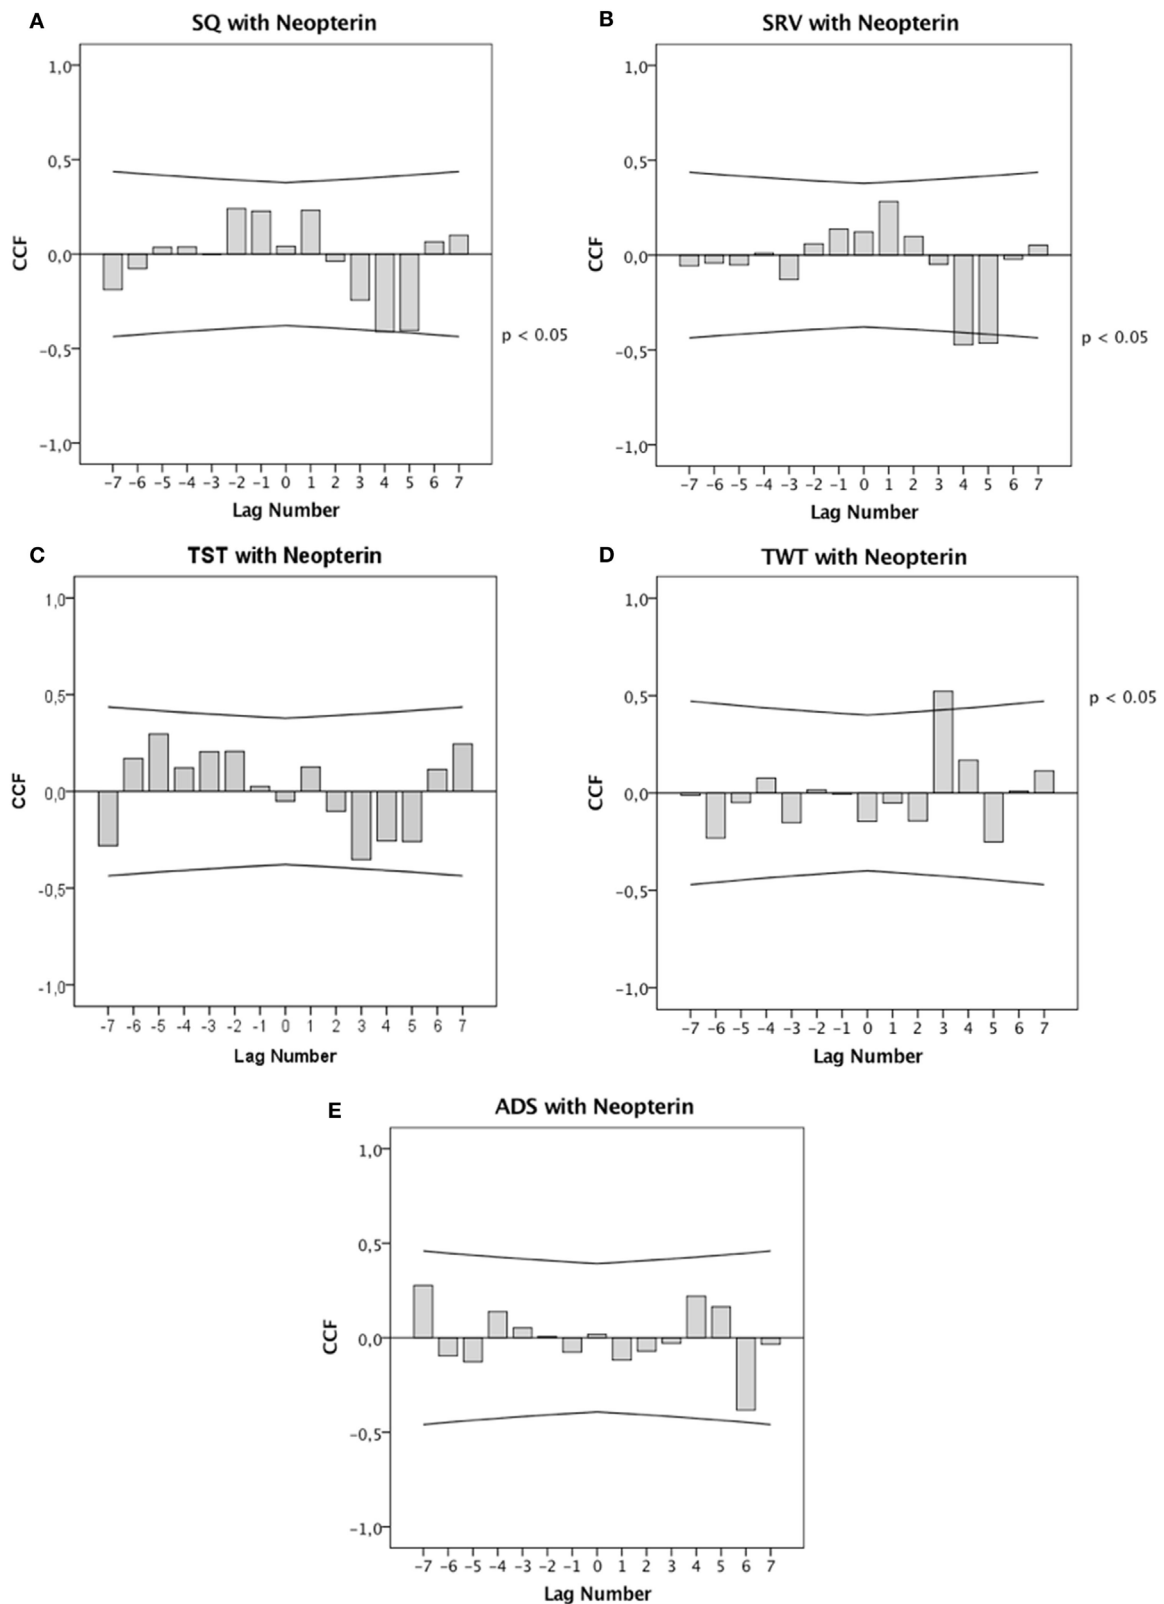 A
SQ with Neopterin
1,0
0,5
0,0
-0,5
-1,0
CCF
p < 0.05
-7 -6 -5 -4 -3 -2 -1 0 1 2 3 4 5 6 7
Lag Number
B
SRV with Neopterin
1,0
0,5
0,0
-0,5
-1,0
CCF
p < 0.05
-7 -6 -5 -4 -3 -2 -1 0 1 2 3 4 5 6 7
Lag Number
C
TST with Neopterin
1,0
0,5
0,0
-0,5
-1,0
CCF
-7 -6 -5 -4 -3 -2 -1 0 1 2 3 4 5 6 7
Lag Number
D
TWT with Neopterin
1,0
0,5
0,0
-0,5
-1,0
CCF
p < 0.05
-7 -6 -5 -4 -3 -2 -1 0 1 2 3 4 5 6 7
Lag Number
E
ADS with Neopterin
1,0
0,5
0,0
-0,5
-1,0
CCF
-7 -6 -5 -4 -3 -2 -1 0 1 2 3 4 5 6 7
Lag Number